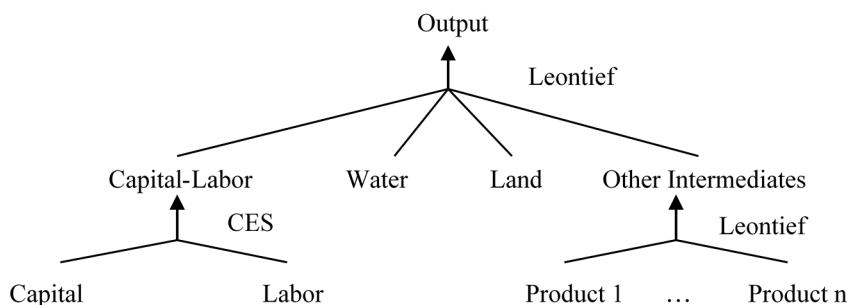 Output
Leontief
Capital-Labor Water Land Other Intermediates
CES Leontief
Capital Labor Product 1 … Product n